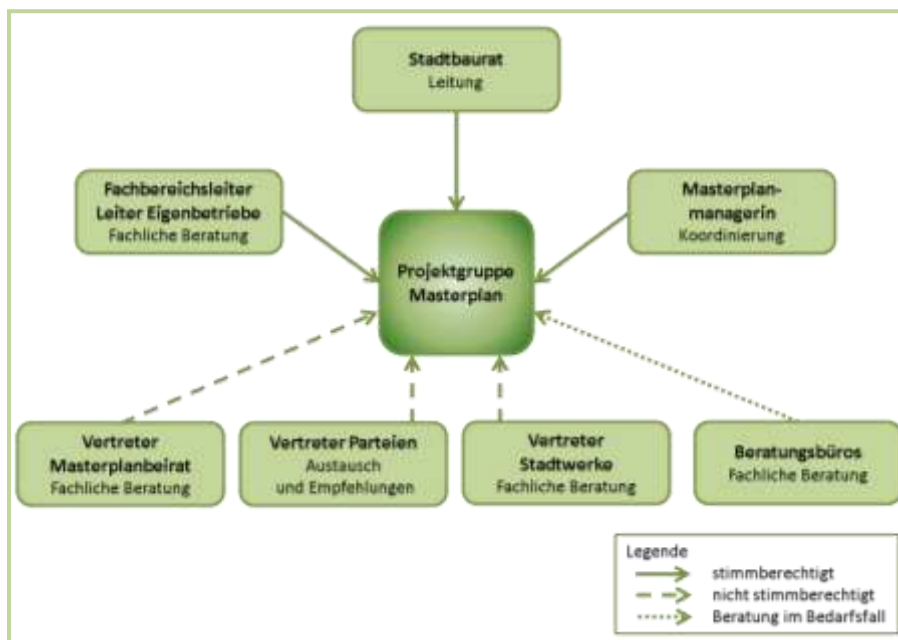 Stadtbaurat
Leitung
Fachbereichsleiter
Leiter Eigenbetriebe
Fachliche Beratung
Masterplan-
managerin
Koordinierung
Projektgruppe
Masterplan
Vertreter
Masterplanbeirat
Fachliche Beratung
Vertreter Parteien
Austausch
und Empfehlungen
Vertreter
Stadtwerke
Fachliche Beratung
Beratungsbüros
Fachliche Beratung
Legende
stimmberechtigt
nicht stimmberechtigt
Beratung im Bedarfsfall